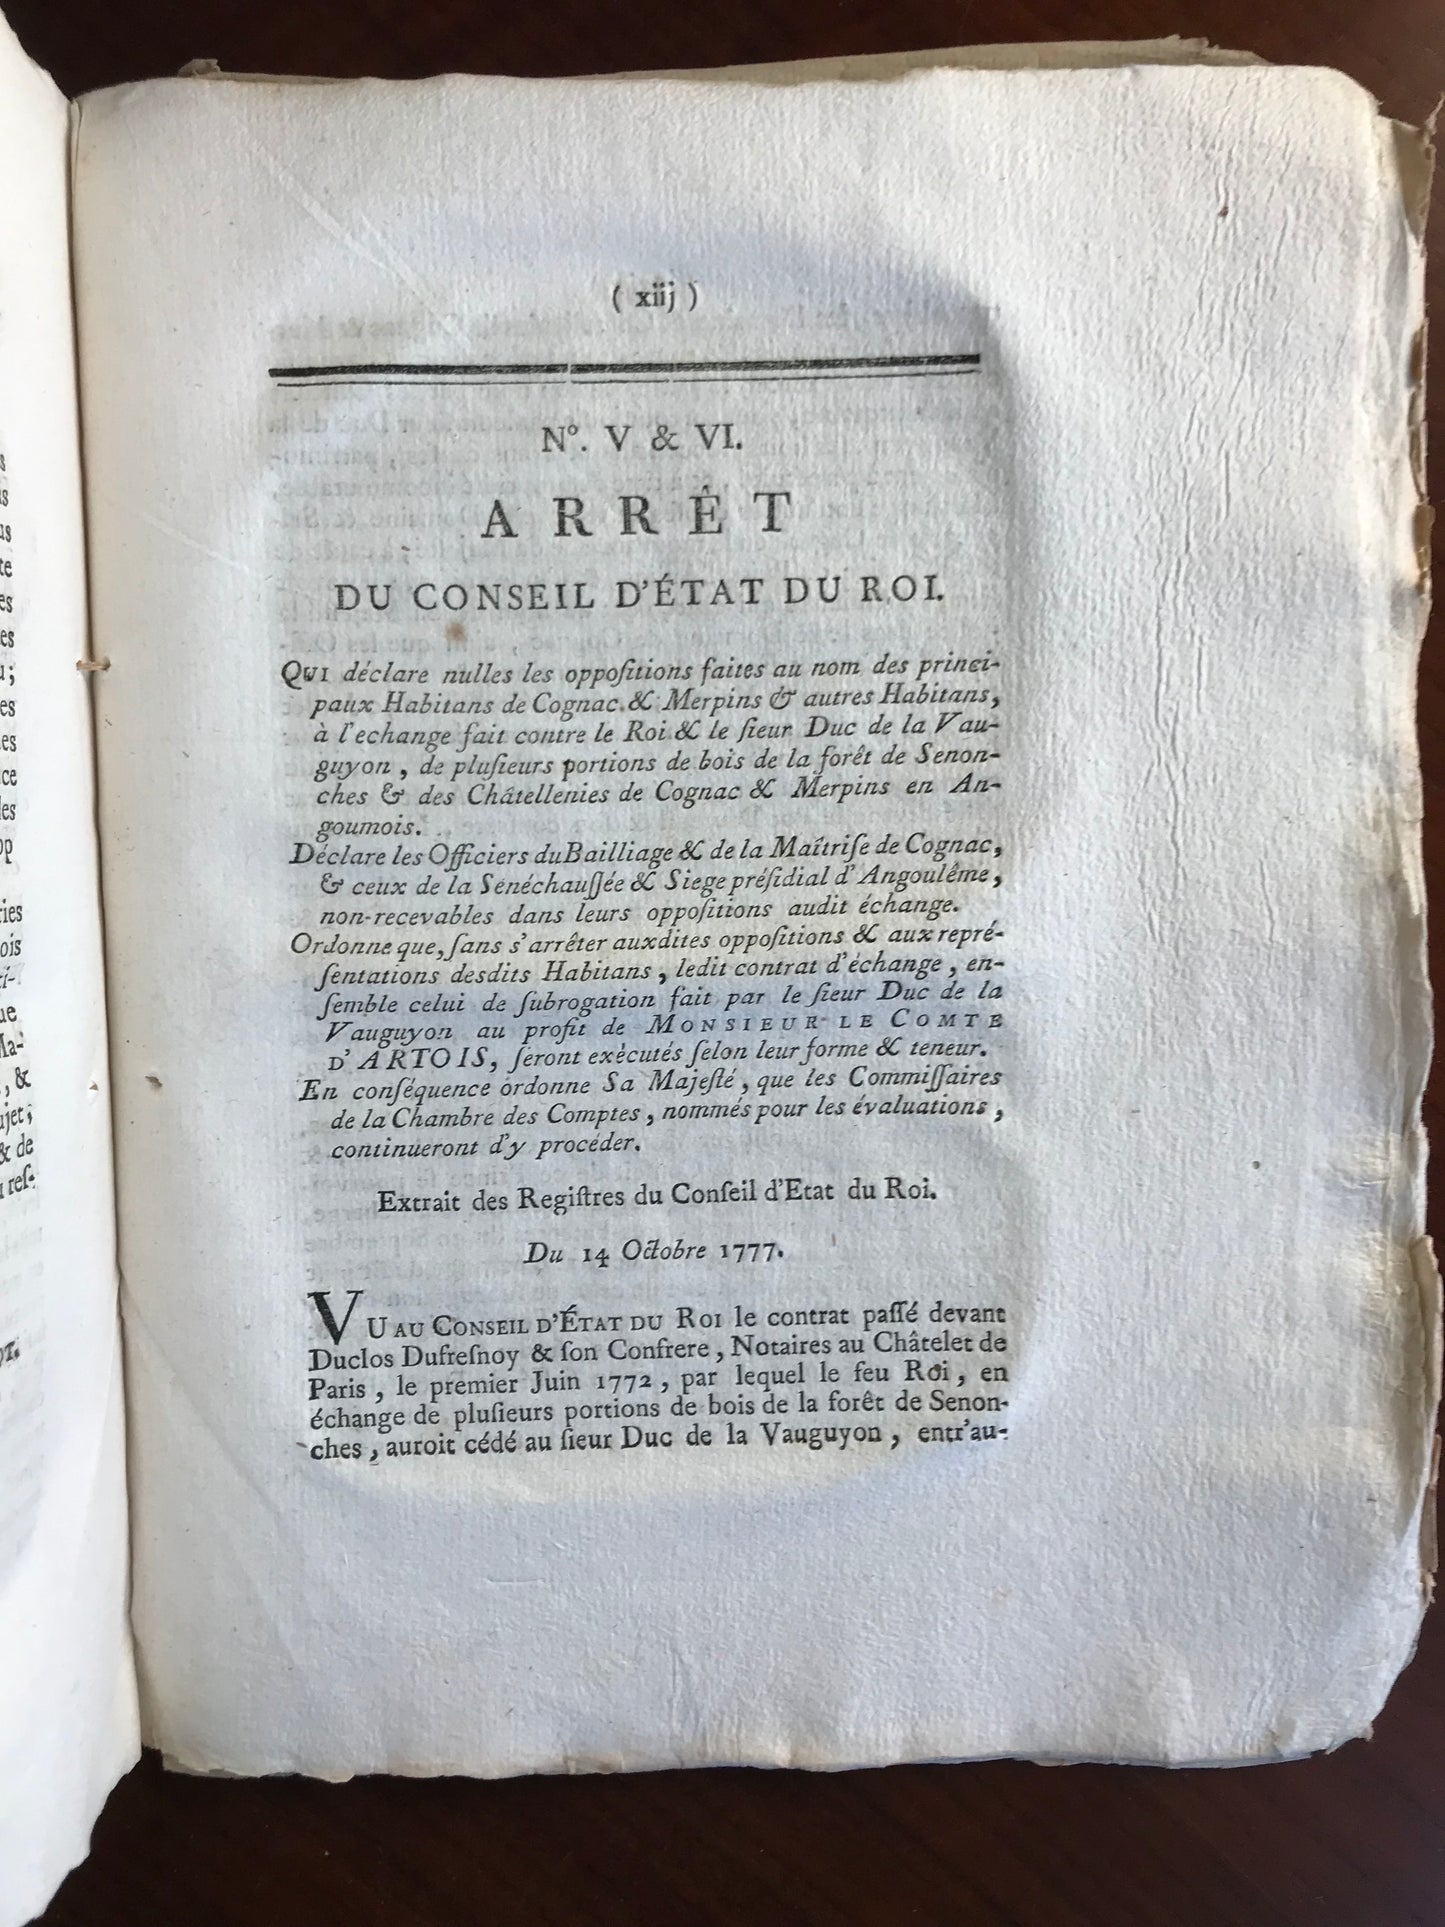 ( xiij )
Nº. V & VI.
ARRÊT
DU CONSEIL D'ÉTAT DU ROI.
QUI déclare nulles les oppoſitions faites au nom des princi-
paux Habitans de Cognac & Merpins & autres Habitans,
à l'echange fait contre le Roi & le ſieur Duc de la Vau-
guyon, de pluſieurs portions de bois de la forêt de Senon-
ches & des Châtellenies de Cognac & Merpins en An-
goumois.
Déclare les Officiers du Bailliage & de la Maîtriſe de Cognac,
& ceux de la Sénéchauſſée & Siege préſidial d'Angoulême,
non-recevables dans leurs oppoſitions audit échange.
Ordonne que, ſans s'arrêter auxdites oppoſitions & aux repré-
ſentations desdits Habitans, ledit contrat d'échange, en-
ſemble celui de ſubrogation fait par le ſieur Duc de la
Vauguyon au profit de MONSIEUR LE COMTE
D'ARTOIS, ſeront exécutés ſelon leur forme & teneur.
En conſéquence ordonne Sa Majeſté, que les Commiſſaires
de la Chambre des Comptes, nommés pour les évaluations,
continueront d'y procéder.
Extrait des Regiſtres du Conſeil d'Etat du Roi.
Du 14 Octobre 1777.
VU AU CONSEIL D'ÉTAT DU ROI le contrat paſſé devant
Duclos Dufreſnoy & ſon Confrere, Notaires au Châtelet de
Paris, le premier Juin 1772, par lequel le feu Roi, en
échange de pluſieurs portions de bois de la forêt de Senon-
ches, auroit cédé au ſieur Duc de la Vauguyon, entr'au-